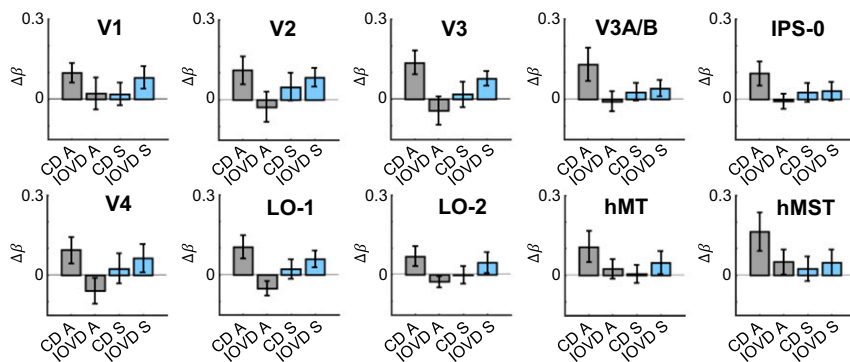 V1 V2 V3 V3A/B IPS-0
0.3 0.3 0.3 0.3 0.3
Δβ Δβ Δβ Δβ Δβ
0 0 0 0 0
CD A IOVD A CD S IOVD S CD A IOVD A CD S IOVD S CD A IOVD A CD S IOVD S CD A IOVD A CD S IOVD S CD A IOVD A CD S IOVD S
V4 LO-1 LO-2 hMT hMST
0.3 0.3 0.3 0.3 0.3
Δβ Δβ Δβ Δβ Δβ
0 0 0 0 0
CD A IOVD A CD S IOVD S CD A IOVD A CD S IOVD S CD A IOVD A CD S IOVD S CD A IOVD A CD S IOVD S CD A IOVD A CD S IOVD S